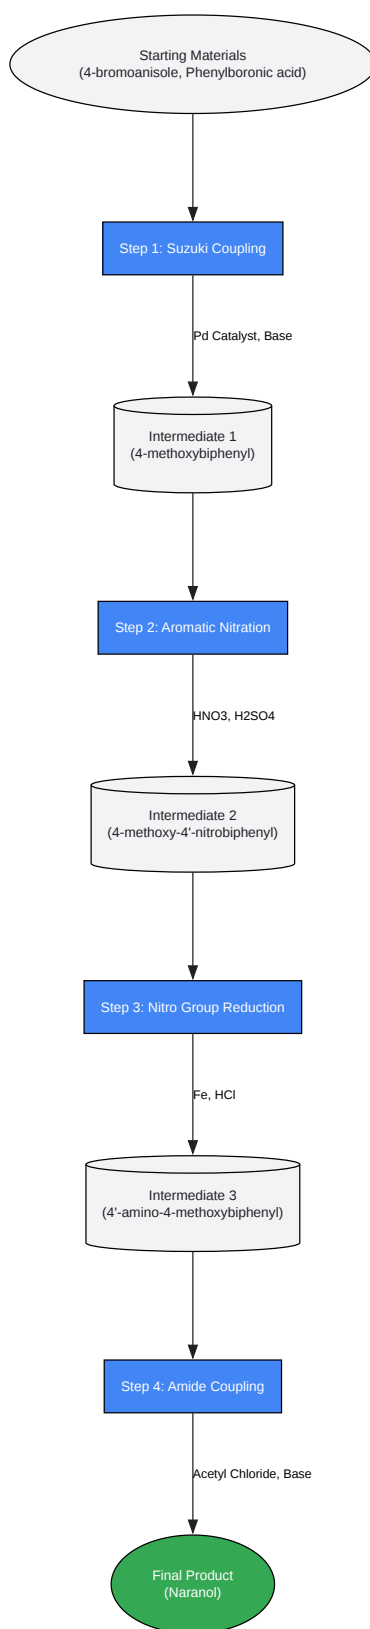 Starting Materials
(4-bromoanisole, Phenylboronic acid)
Step 1: Suzuki Coupling
Pd Catalyst, Base
Intermediate 1
(4-methoxybiphenyl)
Step 2: Aromatic Nitration
HNO3, H2SO4
Intermediate 2
(4-methoxy-4'-nitrobiphenyl)
Step 3: Nitro Group Reduction
Fe, HCl
Intermediate 3
(4'-amino-4-methoxybiphenyl)
Step 4: Amide Coupling
Acetyl Chloride, Base
Final Product
(Naranol)